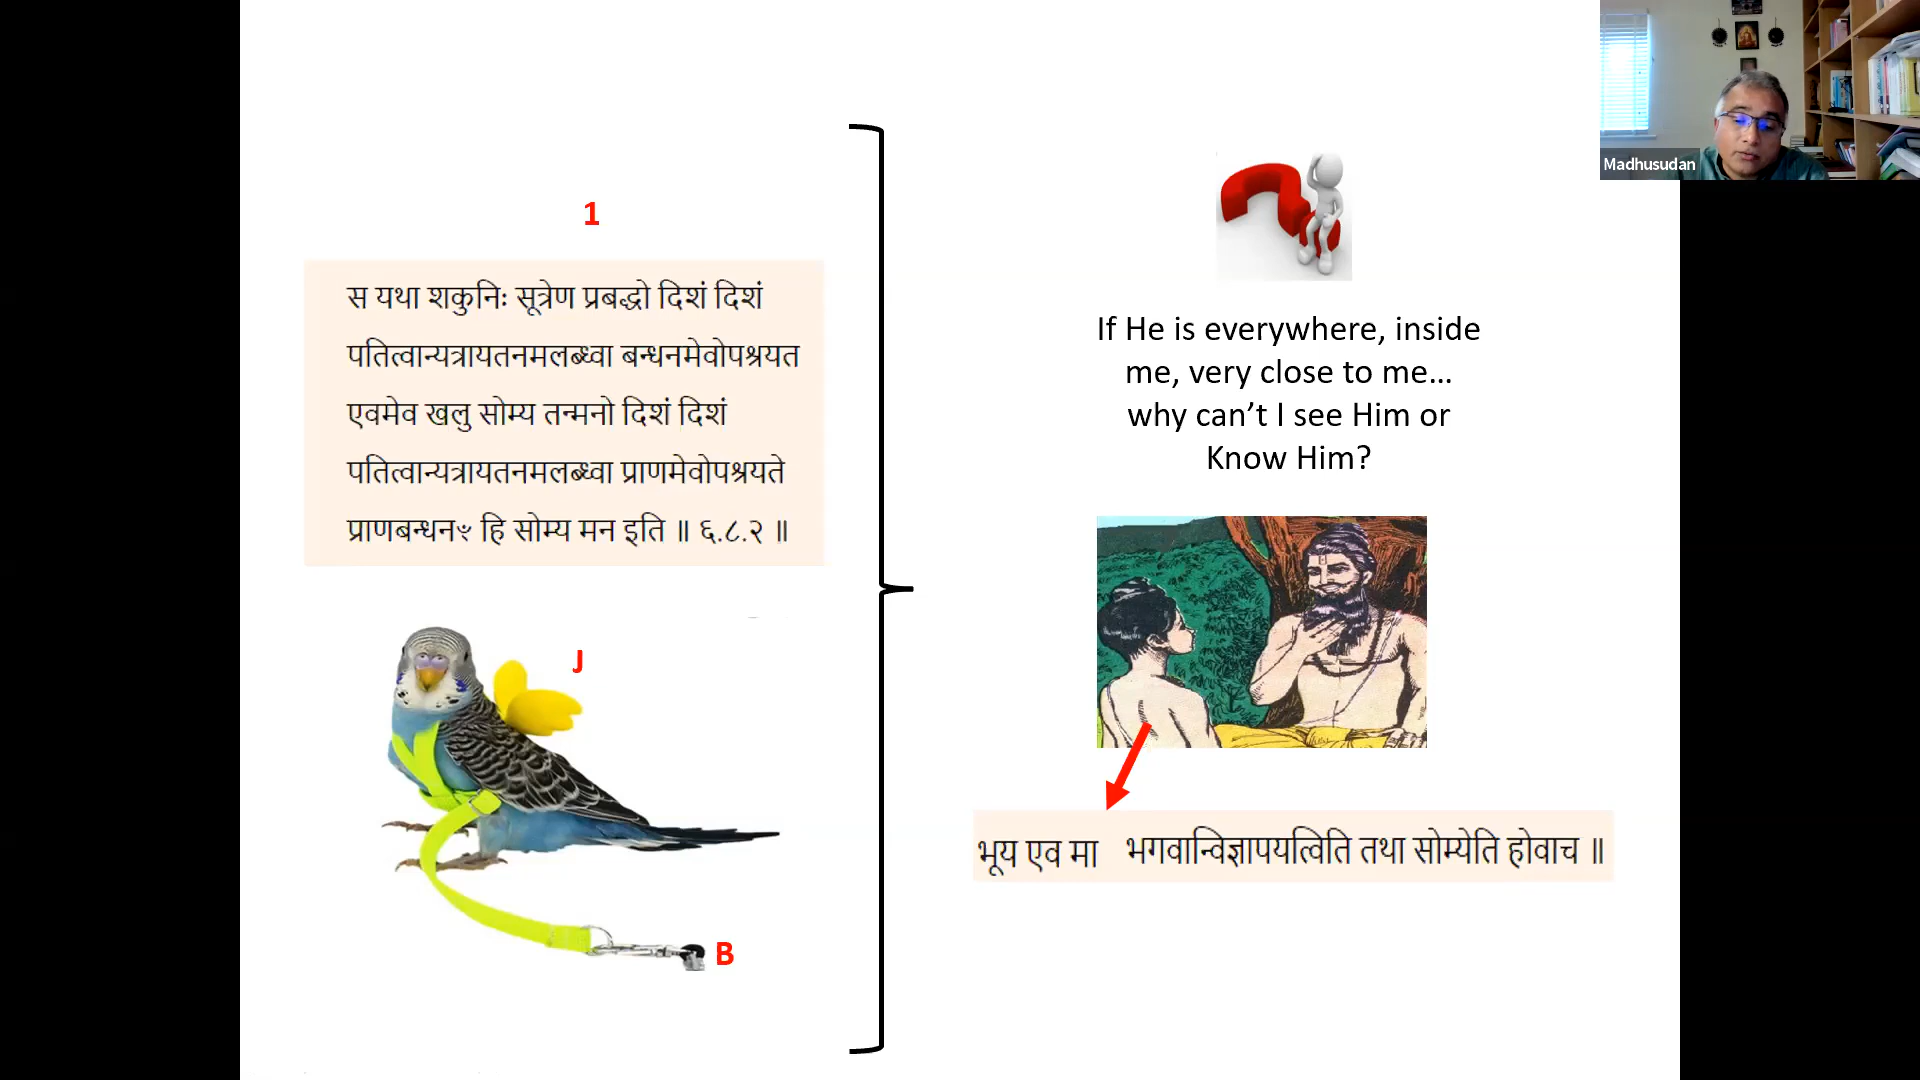 1
स यथा शकुनिः सूत्रेण प्रबद्धो दिशं दिशं
पतित्वान्यत्रायतनमलब्ध्वा बन्धनमेवोपश्रयत
एवमेव खलु सोम्य तन्मनो दिशं दिशं
पतित्वान्यत्रायतनमलब्ध्वा प्राणमेवोपश्रयते
प्राणबन्धनꣳ हि सोम्य मन इति ॥ ६.८.२ ॥
J
B
If He is everywhere, inside
me, very close to me…
why can’t I see Him or
Know Him?
भूय एव मा भगवान्विज्ञापयत्विति तथा सोम्येति होवाच ॥
Madhusudan